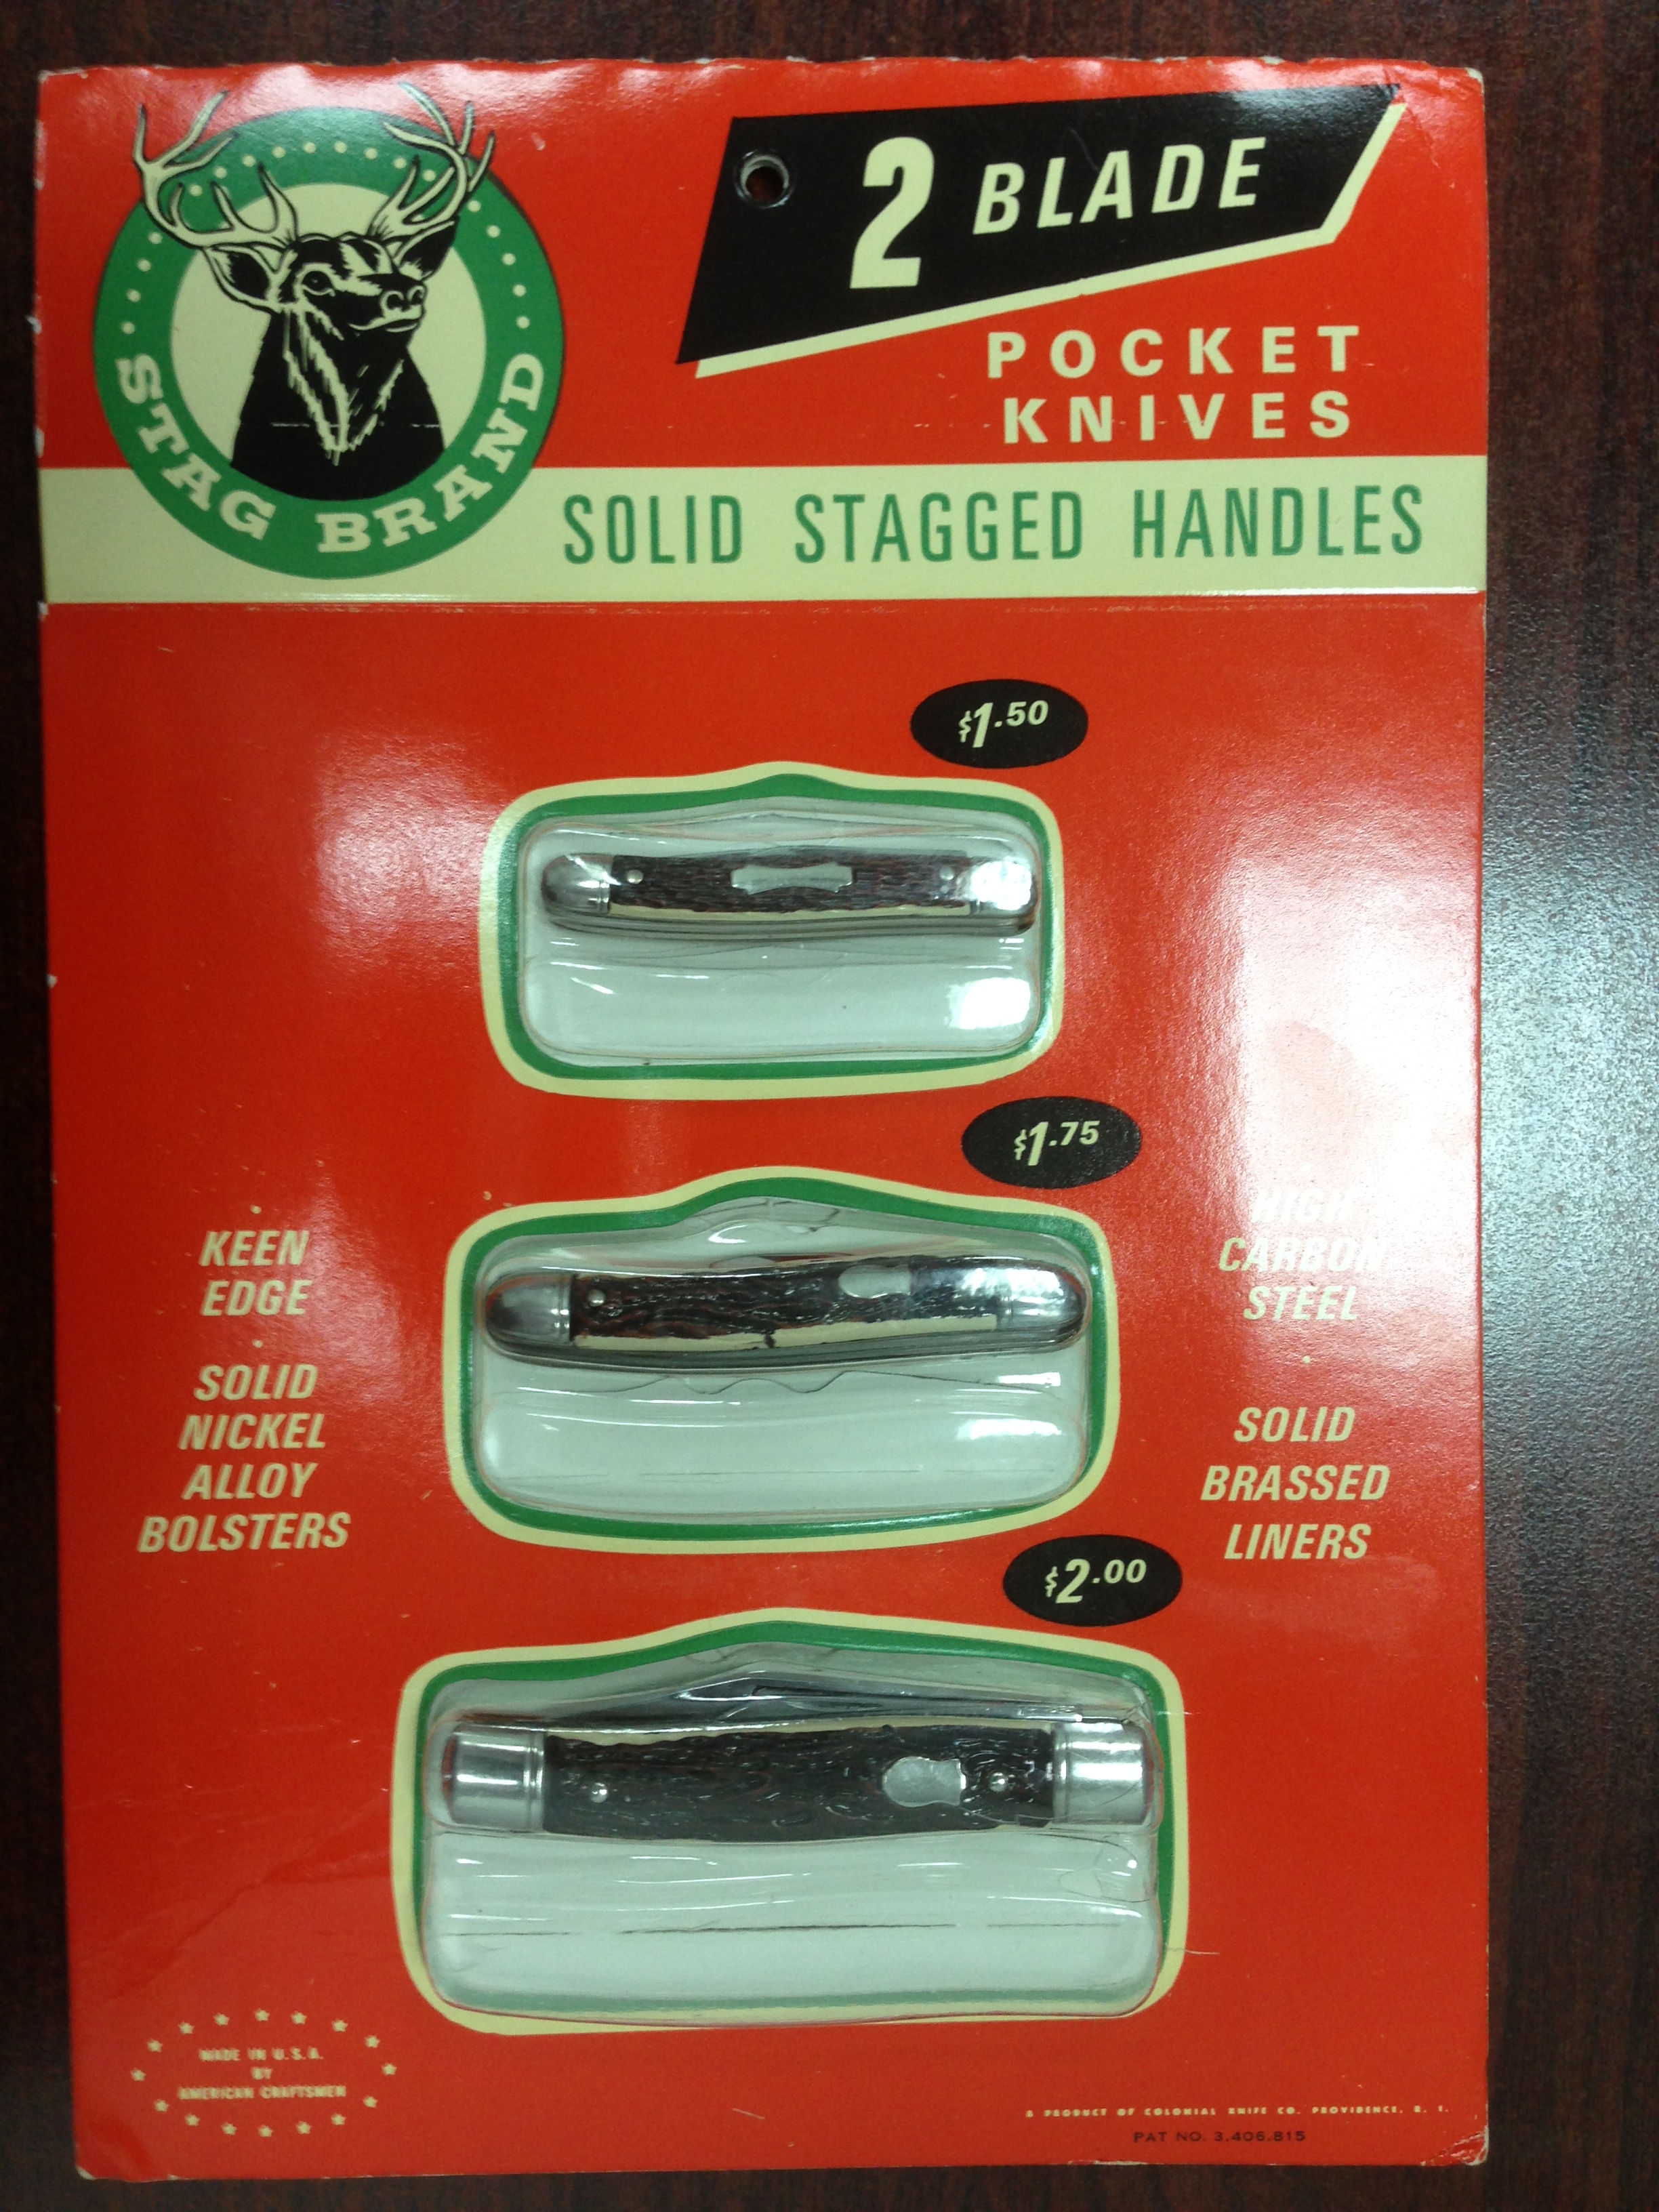 STAG BRAND
2 BLADE
POCKET
KNIVES
SOLID STAGGED HANDLES
$1.50
$1.75
KEEN
EDGE
SOLID
NICKEL
ALLOY
BOLSTERS
HIGH
CARBON
STEEL
SOLID
BRASSED
LINERS
$2.00
MADE IN U.S.A.
BY
AMERICAN CRAFTSMEN
A PRODUCT OF COLONIAL KNIFE CO. PROVIDENCE, R. I.
PAT NO. 3,406,815